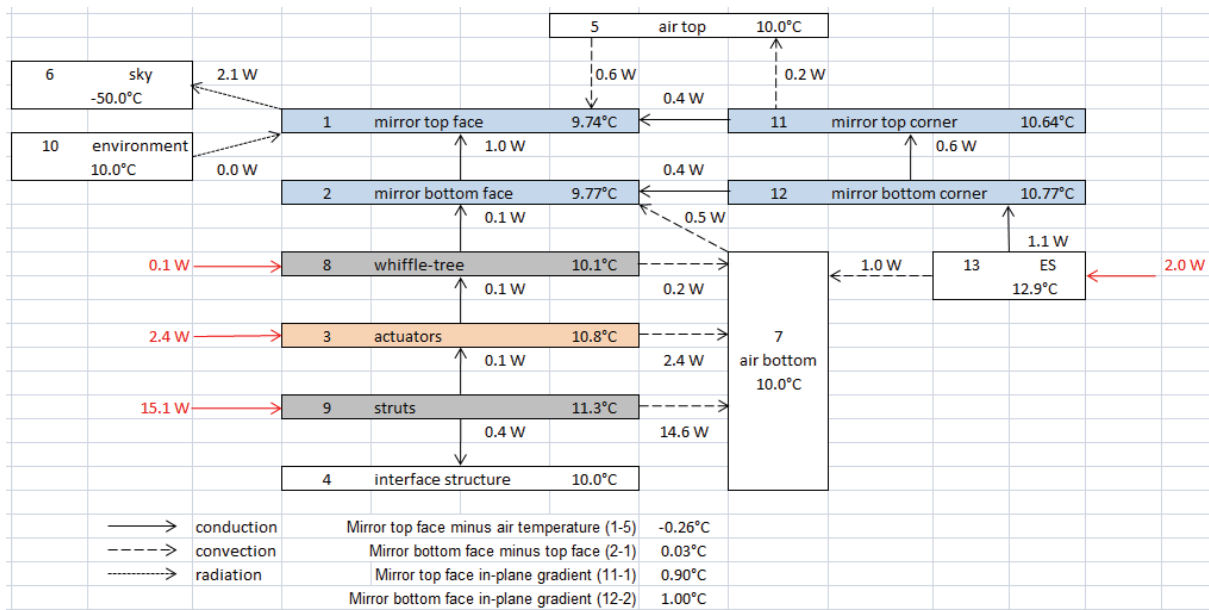 5 air top 10.0°C
6 sky 2.1 W
-50.0°C
0.6 W 0.2 W
0.4 W
1 mirror top face 9.74°C 11 mirror top corner 10.64°C
10 environment
10.0°C 0.0 W
1.0 W 0.6 W
0.4 W
2 mirror bottom face 9.77°C 12 mirror bottom corner 10.77°C
0.1 W 0.5 W
1.1 W
0.1 W 8 whiffle-tree 10.1°C 1.0 W 13 ES 2.0 W
12.9°C
0.1 W 0.2 W
2.4 W 3 actuators 10.8°C 7
air bottom
10.0°C
0.1 W 2.4 W
15.1 W 9 struts 11.3°C
0.4 W 14.6 W
4 interface structure 10.0°C
conduction Mirror top face minus air temperature (1-5) -0.26°C
convection Mirror bottom face minus top face (2-1) 0.03°C
radiation Mirror top face in-plane gradient (11-1) 0.90°C
Mirror bottom face in-plane gradient (12-2) 1.00°C